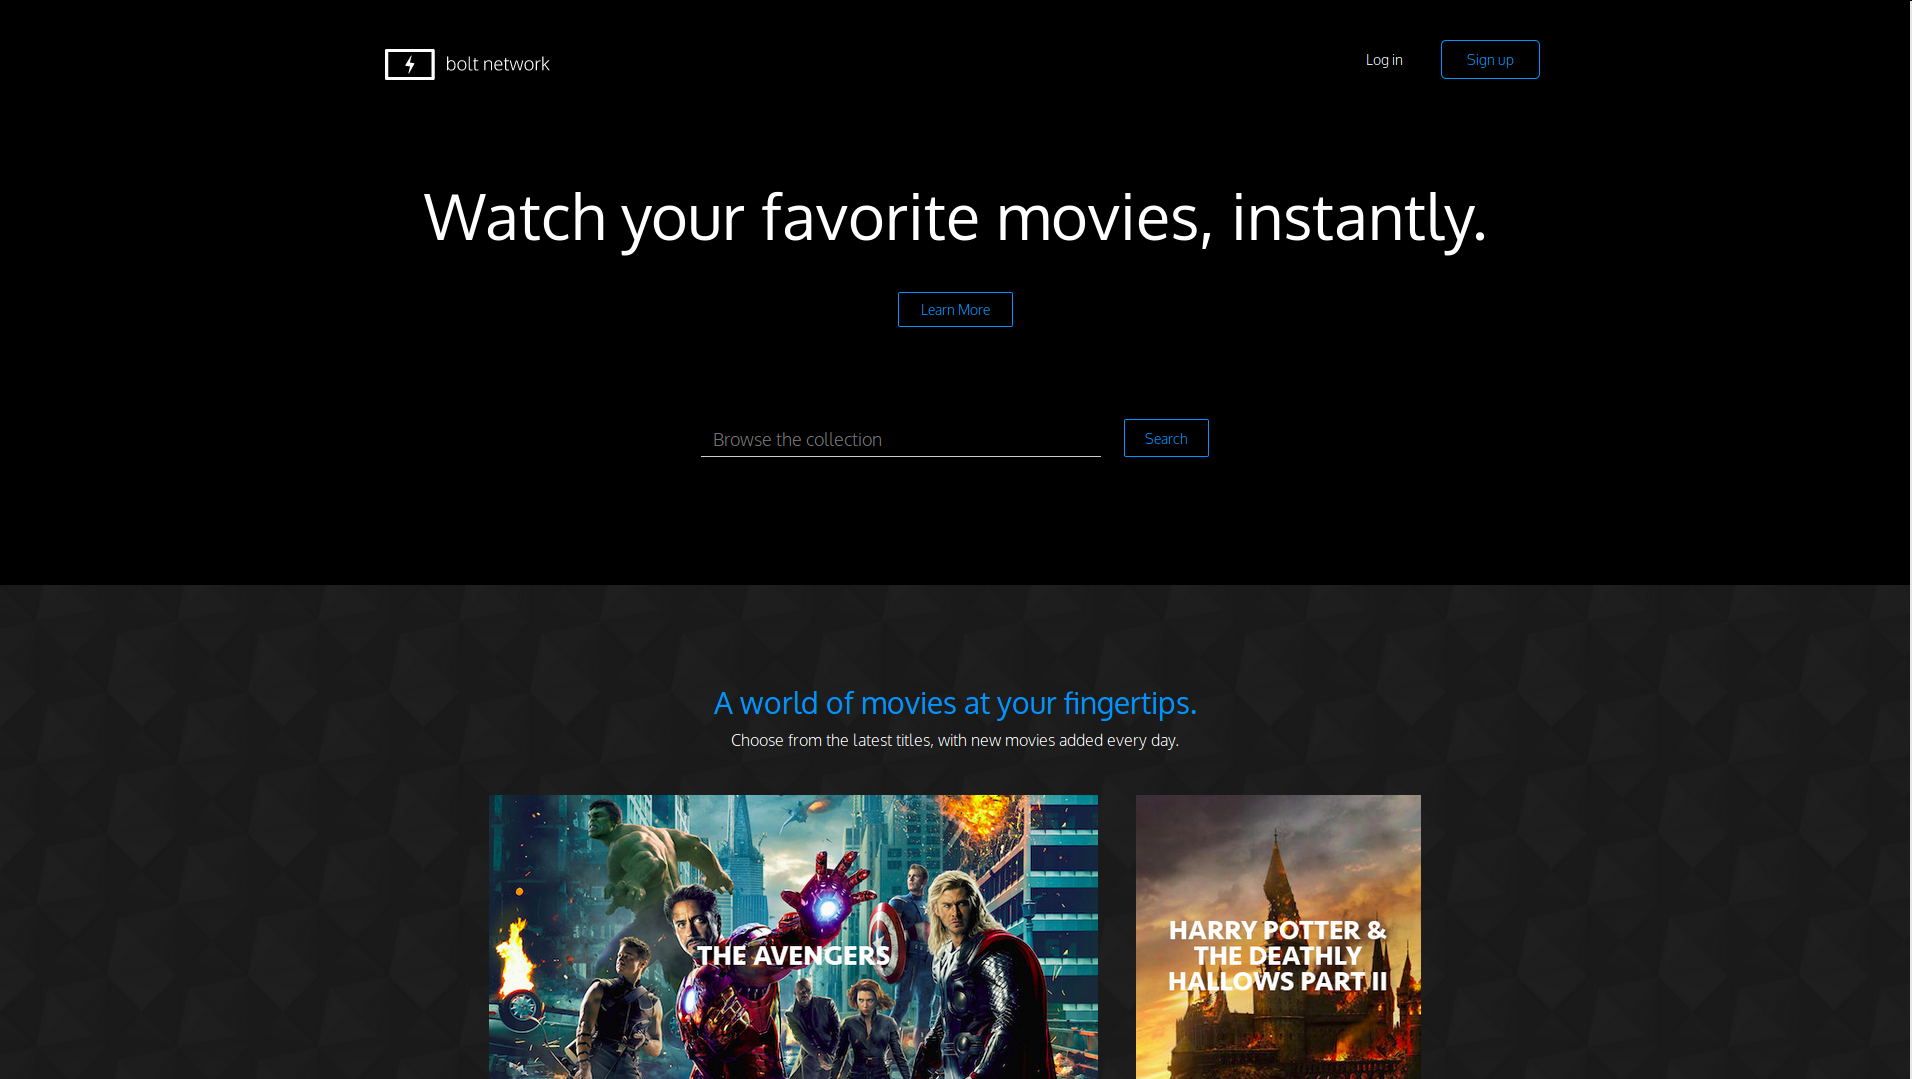 bolt network
Log in
Sign up
Watch your favorite movies, instantly.
Learn More
Browse the collection
Search
A world of movies at your fingertips.
Choose from the latest titles, with new movies added every day.
THE AVENGERS
HARRY POTTER &
THE DEATHLY
HALLOWS PART II